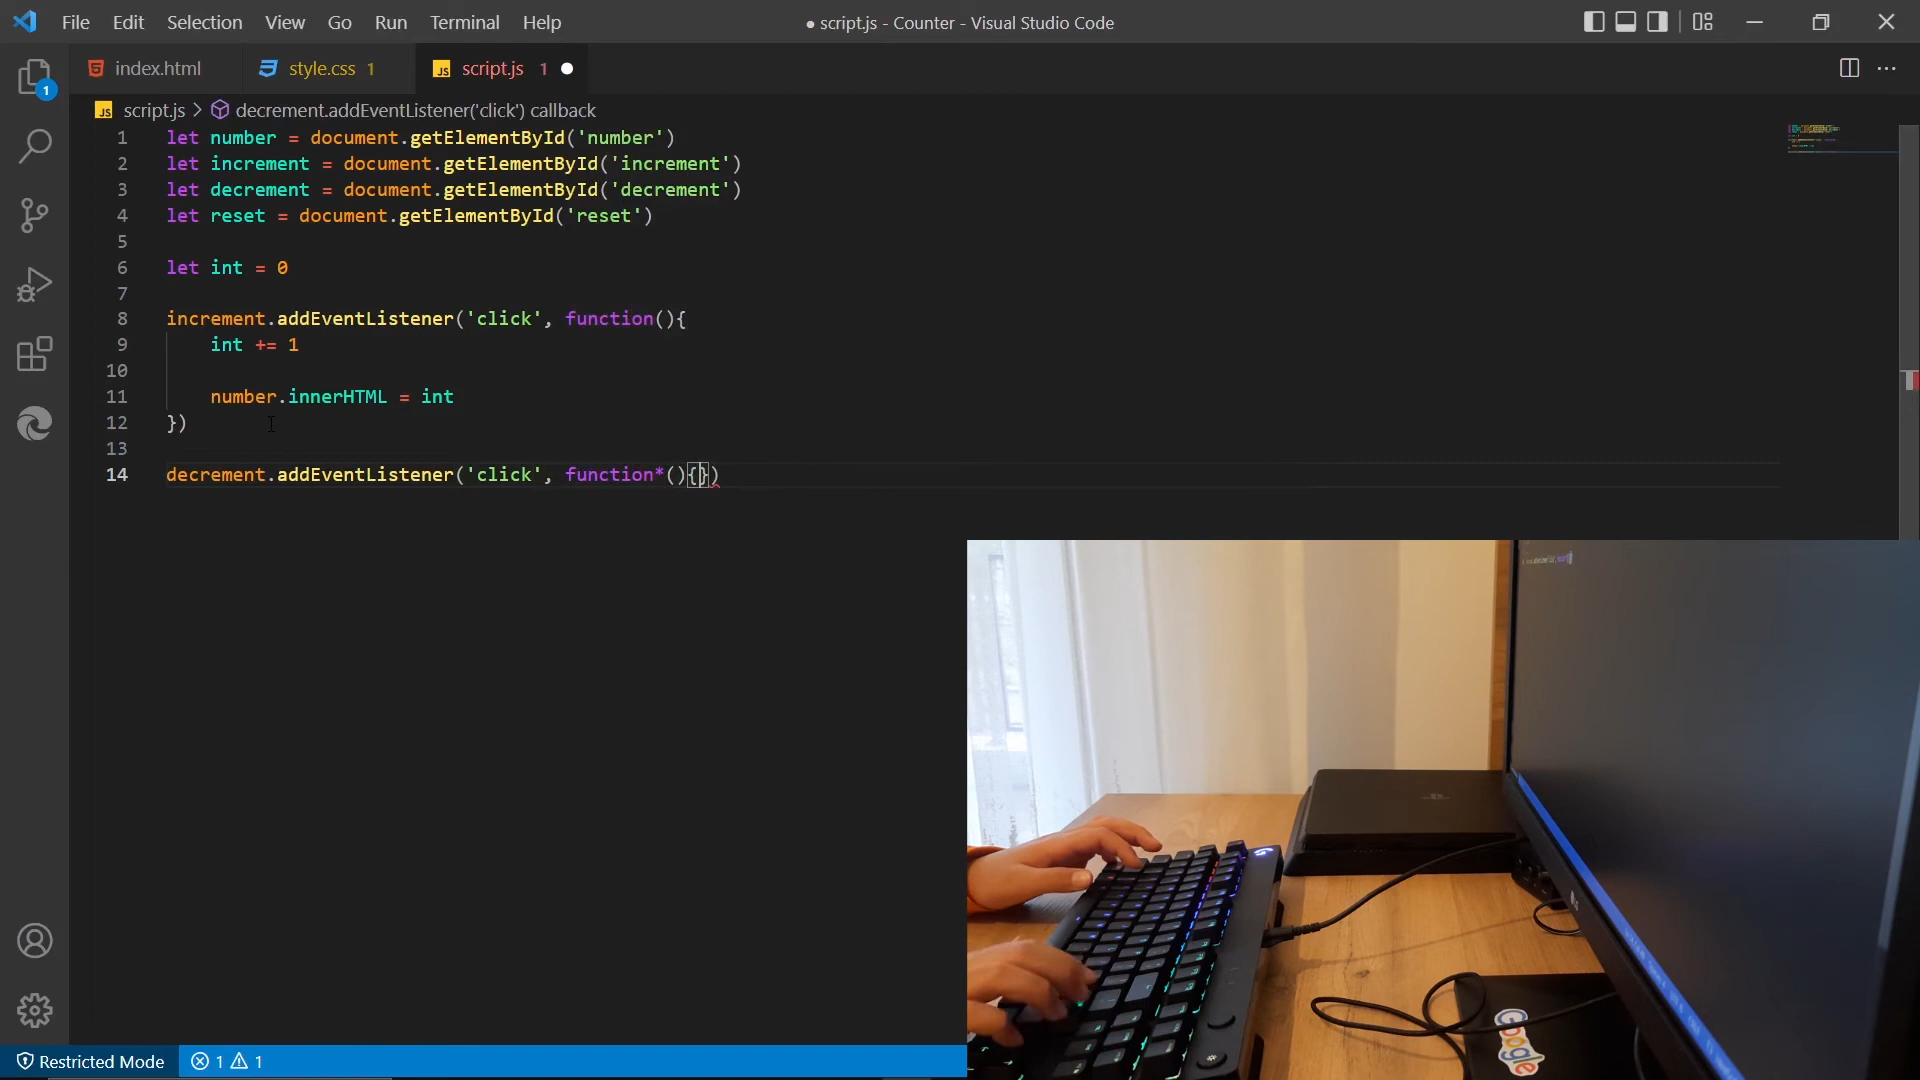 File Edit Selection View Go Run Terminal Help
● script.js - Counter - Visual Studio Code
index.html
style.css 1
script.js 1
1
script.js > decrement.addEventListener('click') callback
1 let number = document.getElementById('number')
2 let increment = document.getElementById('increment')
3 let decrement = document.getElementById('decrement')
4 let reset = document.getElementById('reset')
5
6 let int = 0
7
8 increment.addEventListener('click', function(){
9 int += 1
10
11 number.innerHTML = int
12 })
13
14 decrement.addEventListener('click', function*(){})
Google
Restricted Mode 1 1